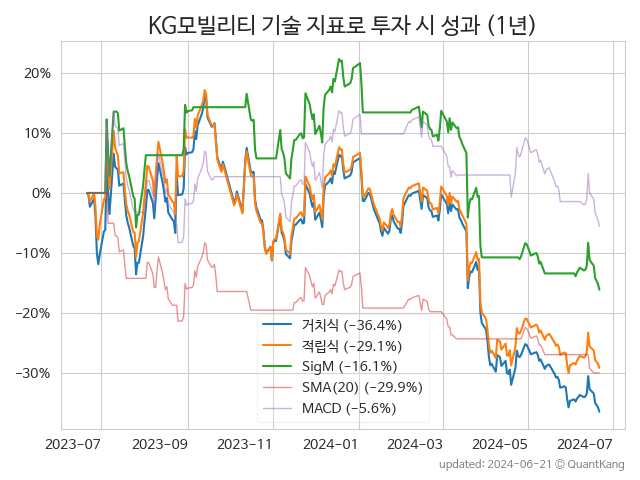 KG모빌리티 기술 지표로 투자 시 성과 (1년)
20%
10%
0%
−10%
−20%
−30%
거치식 (−36.4%)
적립식 (−29.1%)
SigM (−16.1%)
SMA(20) (−29.9%)
MACD (−5.6%)
2023−07 2023−09 2023−11 2024−01 2024−03 2024−05 2024−07
updated: 2024−06−21 ⓒ QuantKang